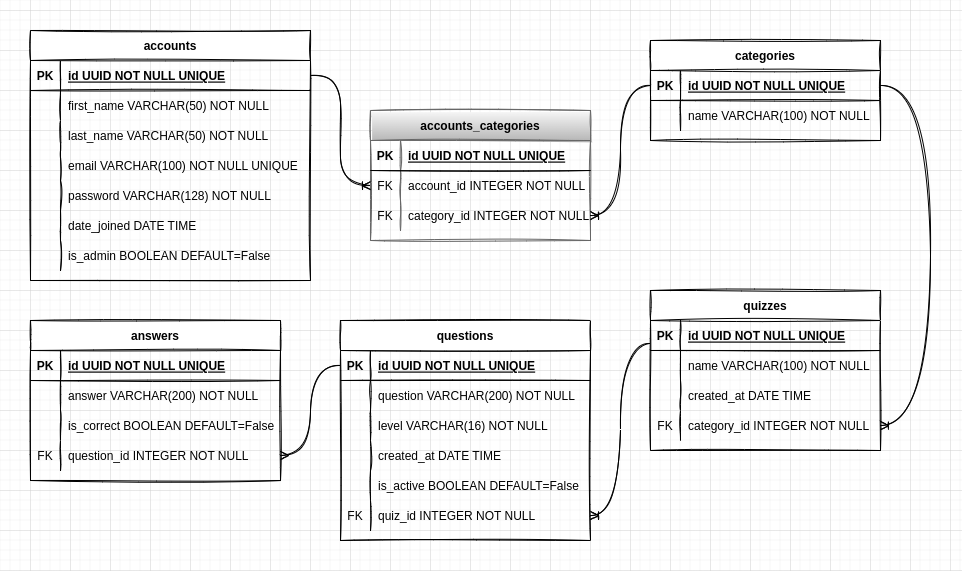 accounts
PK id UUID NOT NULL UNIQUE
first_name VARCHAR(50) NOT NULL
last_name VARCHAR(50) NOT NULL
email VARCHAR(100) NOT NULL UNIQUE
password VARCHAR(128) NOT NULL
date_joined DATE TIME
is_admin BOOLEAN DEFAULT=False
accounts_categories
PK id UUID NOT NULL UNIQUE
FK account_id INTEGER NOT NULL
FK category_id INTEGER NOT NULL
categories
PK id UUID NOT NULL UNIQUE
name VARCHAR(100) NOT NULL
answers
PK id UUID NOT NULL UNIQUE
answer VARCHAR(200) NOT NULL
is_correct BOOLEAN DEFAULT=False
FK question_id INTEGER NOT NULL
questions
PK id UUID NOT NULL UNIQUE
question VARCHAR(200) NOT NULL
level VARCHAR(16) NOT NULL
created_at DATE TIME
is_active BOOLEAN DEFAULT=False
FK quiz_id INTEGER NOT NULL
quizzes
PK id UUID NOT NULL UNIQUE
name VARCHAR(100) NOT NULL
created_at DATE TIME
FK category_id INTEGER NOT NULL